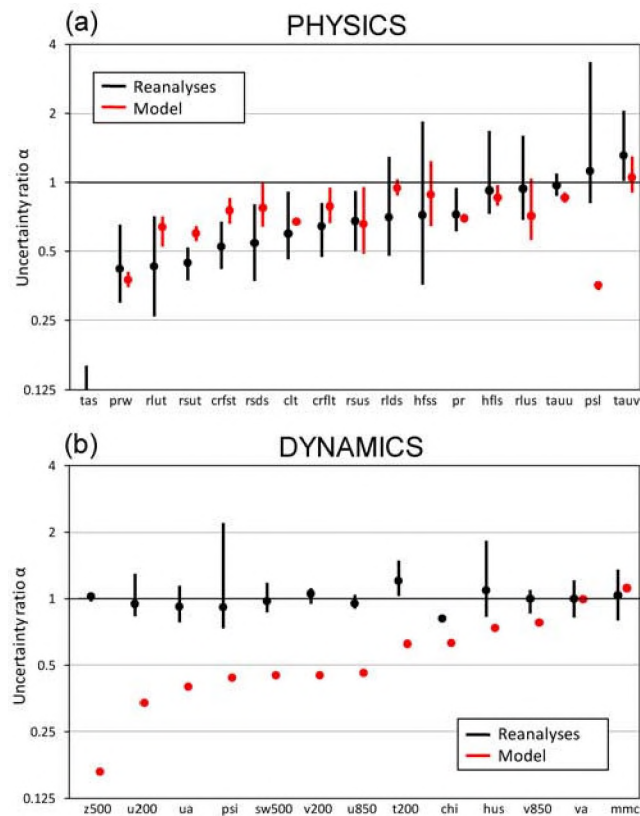 (a) PHYSICS
4
2
1
0.5
0.25
0.125
Uncertainty ratio α
Reanalyses
Model
tas prw rlut rsut crfst rsds clt crflt rsus rlds hfss pr hfls rlus tauu psl tauv
(b) DYNAMICS
4
2
1
0.5
0.25
0.125
Uncertainty ratio α
Reanalyses
Model
z500 u200 ua psi sw500 v200 u850 t200 chi hus v850 va mmc